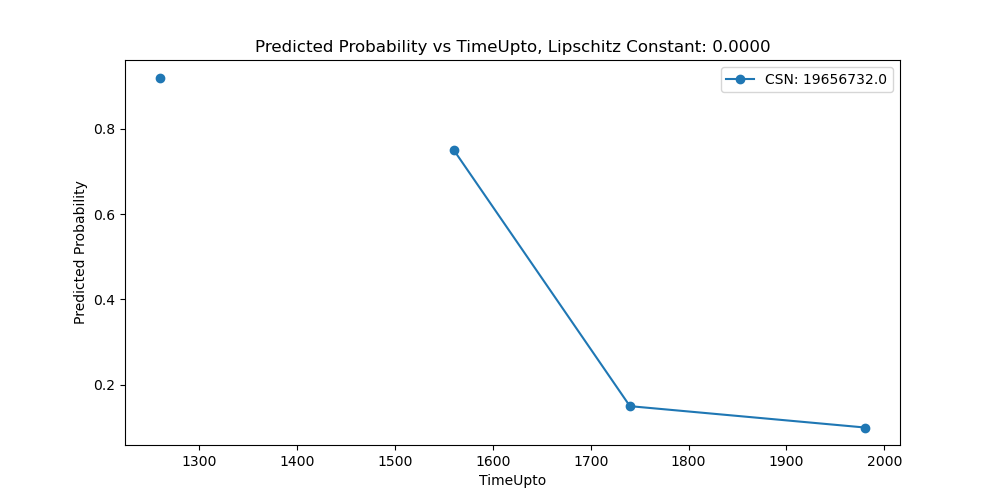 Predicted Probability vs TimeUpto, Lipschitz Constant: 0.0000
CSN: 19656732.0
Predicted Probability
0.8
0.6
0.4
0.2
1300 1400 1500 1600 1700 1800 1900 2000
TimeUpto